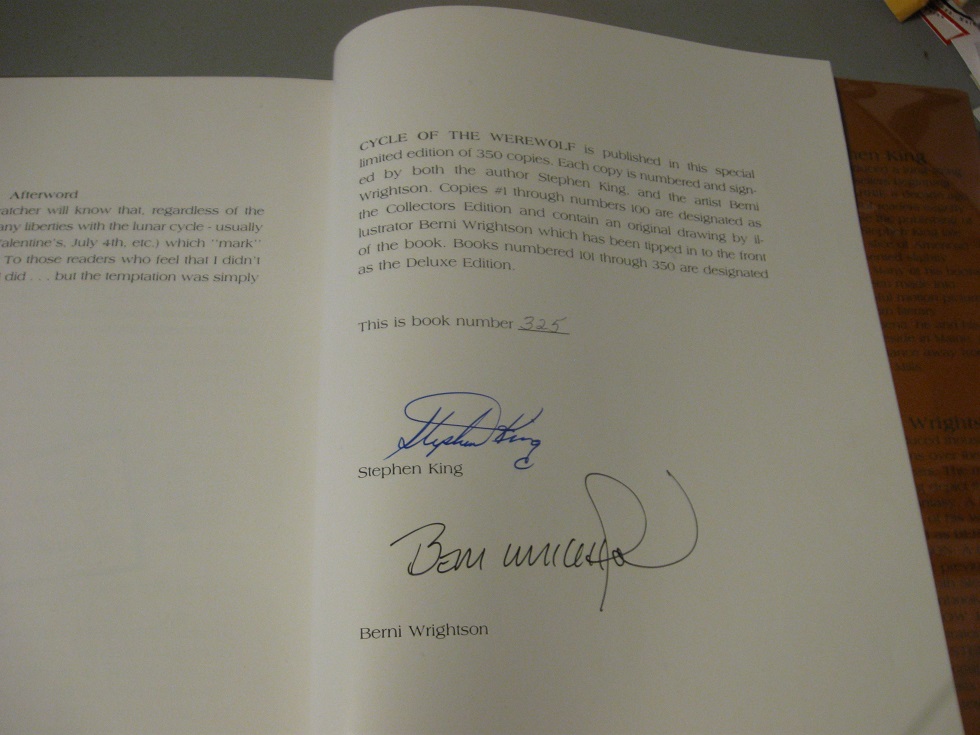 Afterword
atcher will know that, regardless of the
any liberties with the lunar cycle - usually
alentine's, July 4th, etc.) which "mark"
To those readers who feel that I didn't
did . . . but the temptation was simply
CYCLE OF THE WEREWOLF is published in this special
limited edition of 350 copies. Each copy is numbered and sign-
ed by both the author Stephen King, and the artist Berni
Wrightson. Copies #1 through numbers 100 are designated as
the Collectors Edition and contain an original drawing by il-
lustrator Berni Wrightson which has been tipped in to the front
of the book. Books numbered 101 through 350 are designated
as the Deluxe Edition.
This is book number 325
Stephen King
Stephen King
Berni Wrightson
Berni Wrightson
en King
Wrights